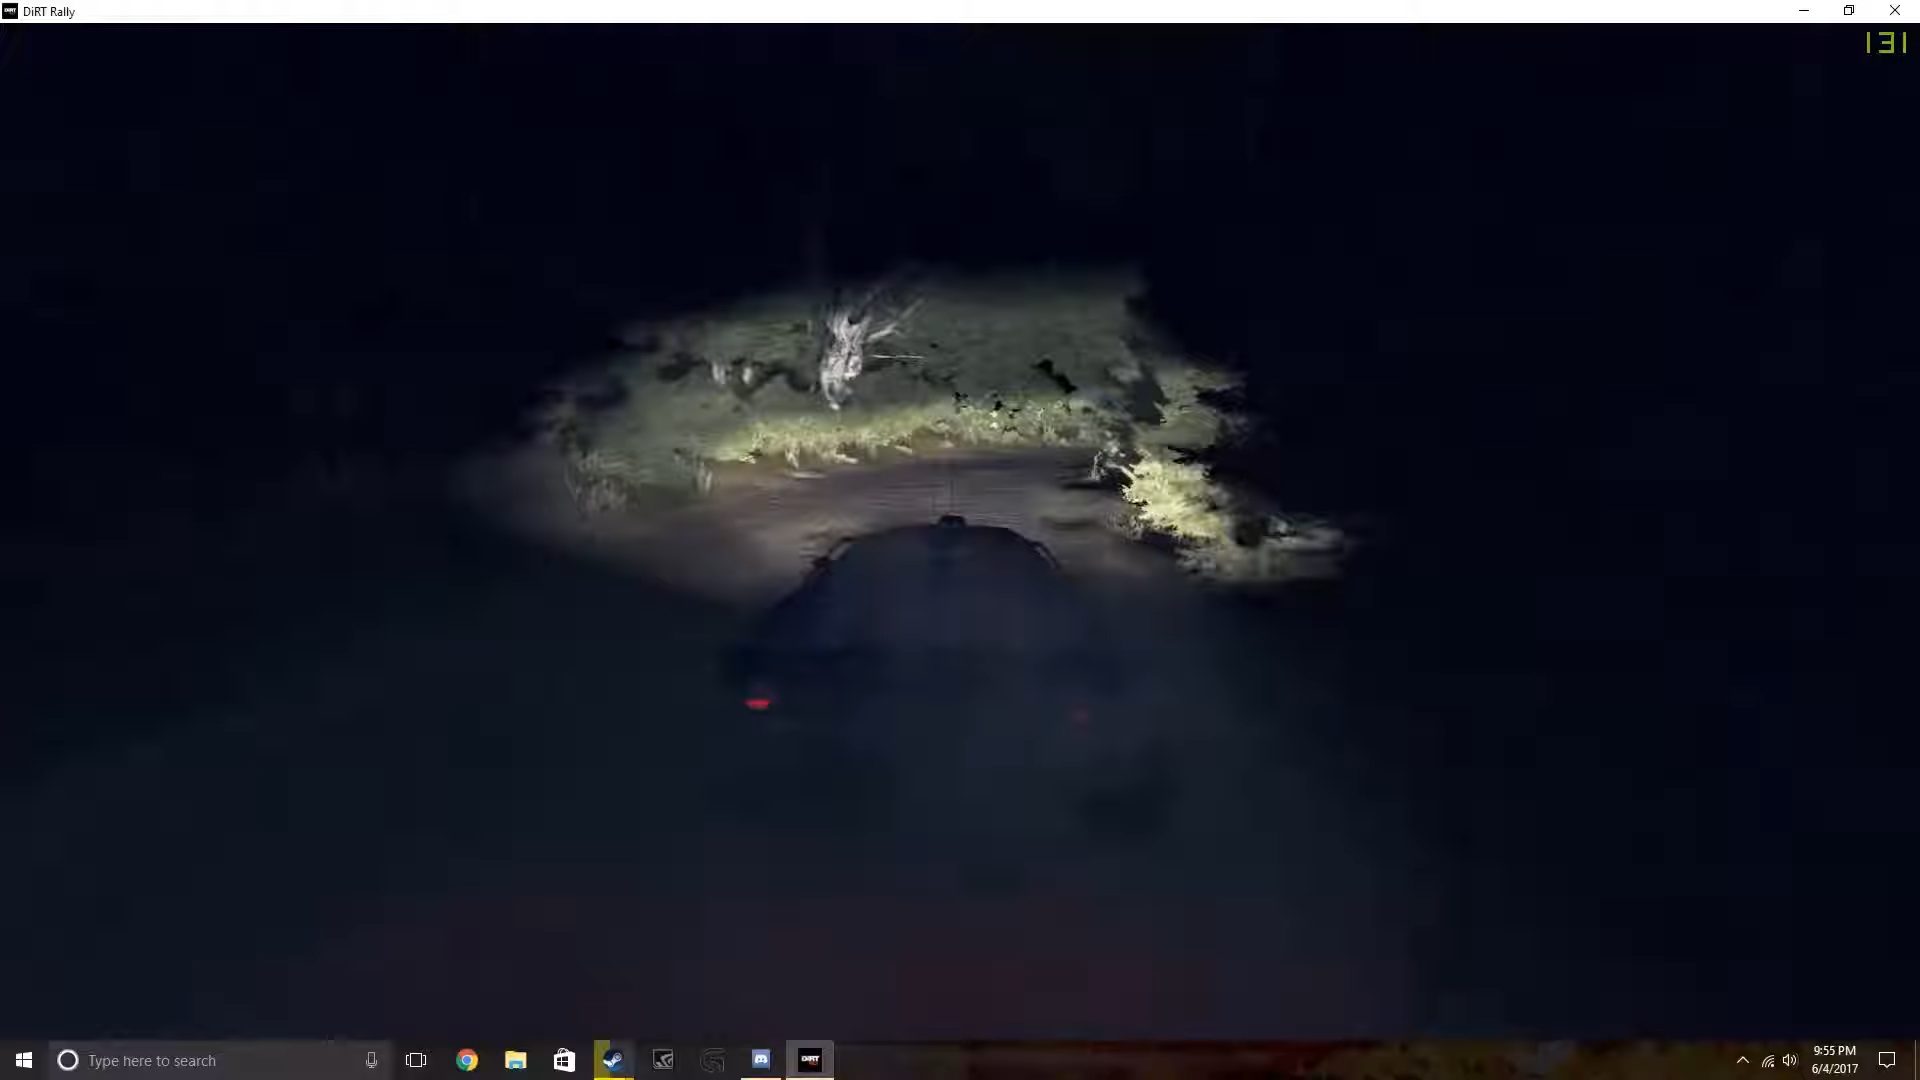 DiRT Rally
131
Type here to search
9:55 PM
6/4/2017